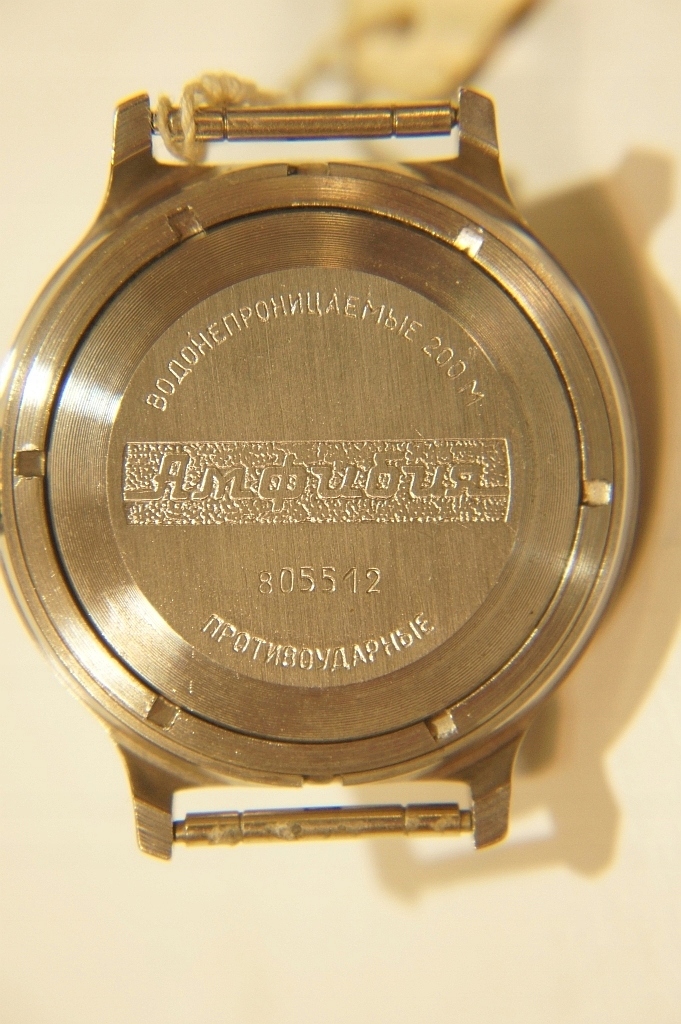 ВОДОНЕПРОНИЦАЕМЫЕ 200 М.
Амфибия
805512
ПРОТИВОУДАРНЫЕ